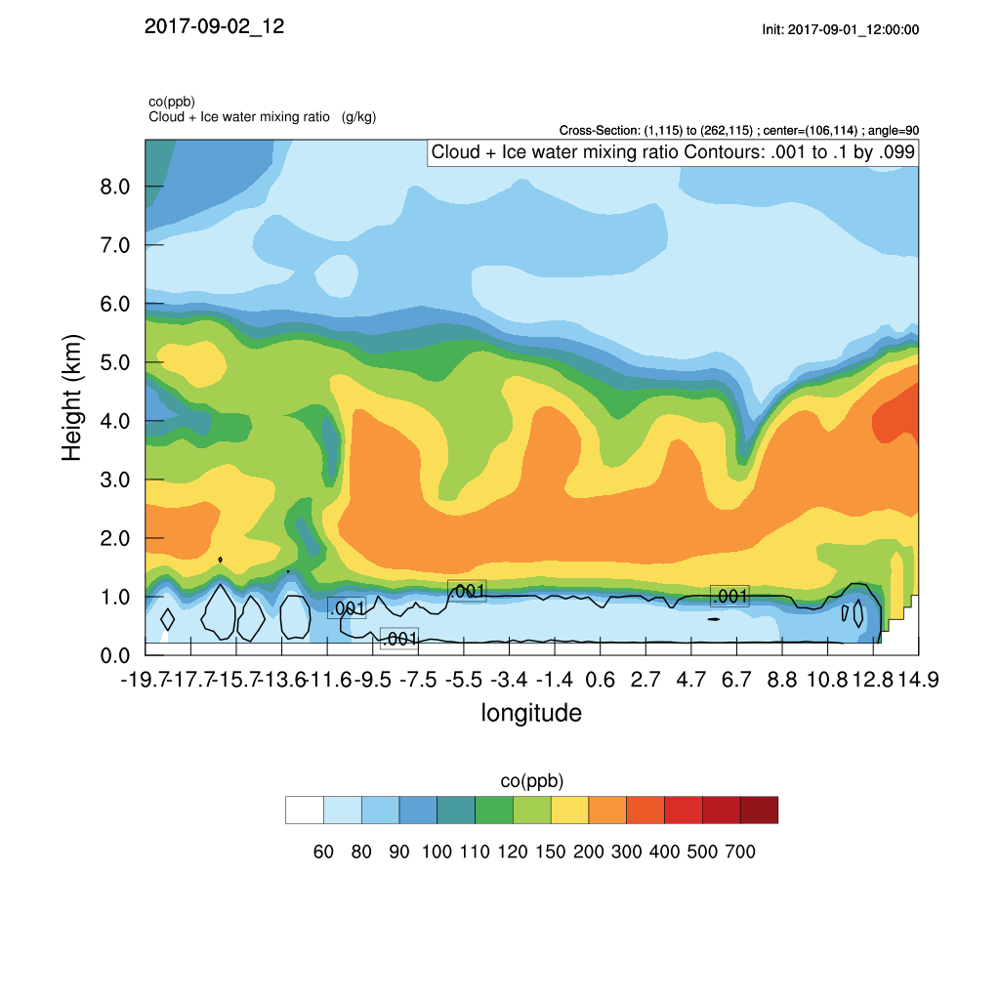 2017-09-02_12
Init: 2017-09-01_12:00:00
co(ppb)
Cloud + Ice water mixing ratio (g/kg)
Cross-Section: (1,115) to (262,115) ; center=(106,114) ; angle=90
Cloud + Ice water mixing ratio Contours: .001 to .1 by .099
8.0
7.0
6.0
5.0
4.0
3.0
2.0
1.0
0.0
Height (km)
.001
.001
.001
.001
-19.7-17.7-15.7-13.6-11.6-9.5 -7.5 -5.5 -3.4 -1.4 0.6 2.7 4.7 6.7 8.8 10.8 12.8 14.9
longitude
co(ppb)
60 80 90 100 110 120 150 200 300 400 500 700